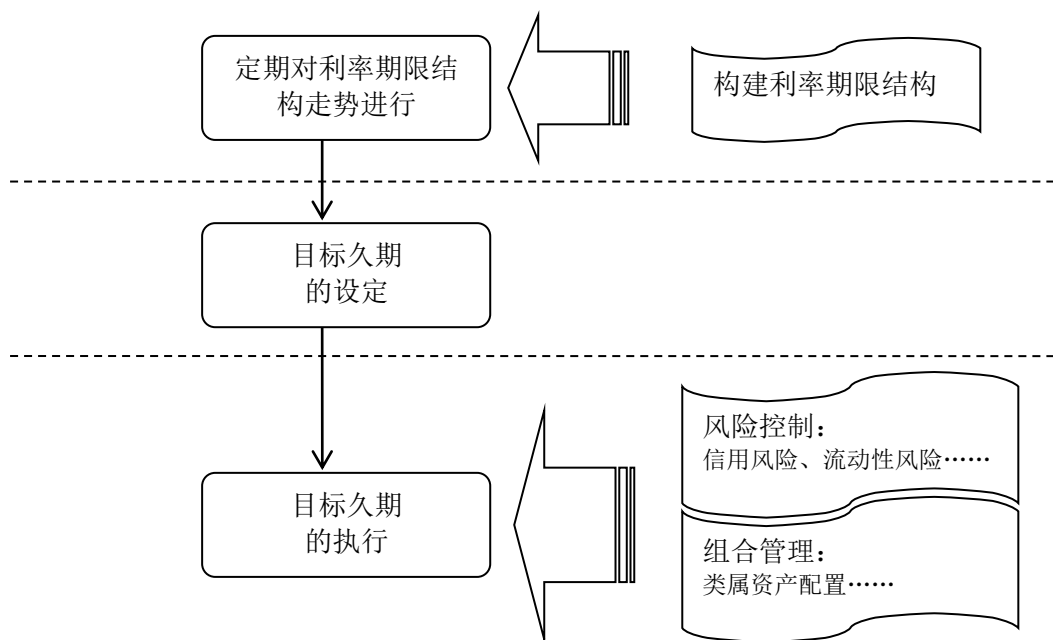 定期对利率期限结
构走势进行
构建利率期限结构
目标久期
的设定
风险控制：
信用风险、流动性风险……
目标久期
的执行
组合管理：
类属资产配置……